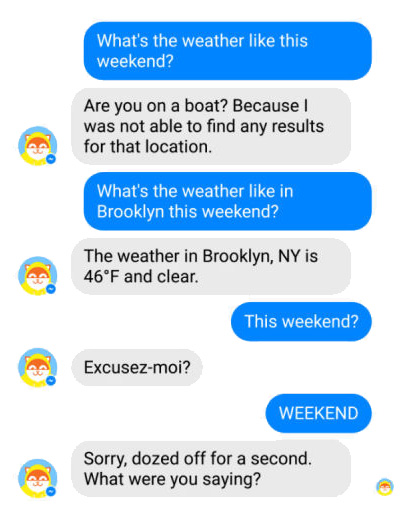 What's the weather like this
weekend?
Are you on a boat? Because I
was not able to find any results
for that location.
What's the weather like in
Brooklyn this weekend?
The weather in Brooklyn, NY is
46°F and clear.
This weekend?
Excusez-moi?
WEEKEND
Sorry, dozed off for a second.
What were you saying?